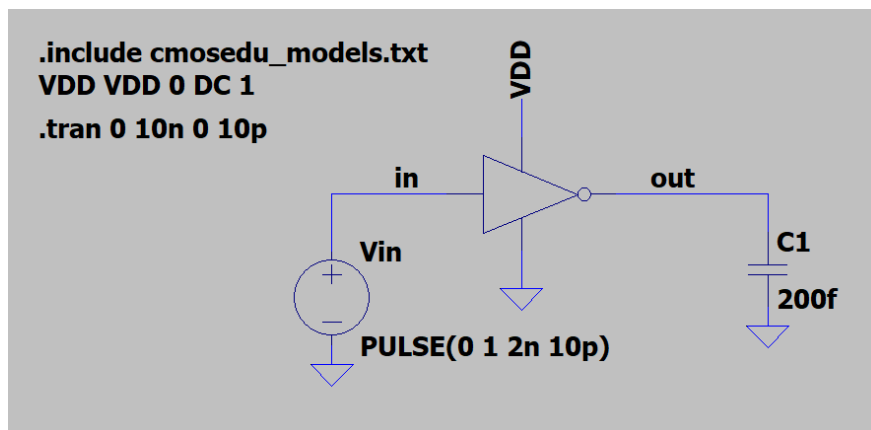 .include cmosedu_models.txt
VDD VDD 0 DC 1
.tran 0 10n 0 10p
VDD
in
out
Vin
C1
200f
PULSE(0 1 2n 10p)